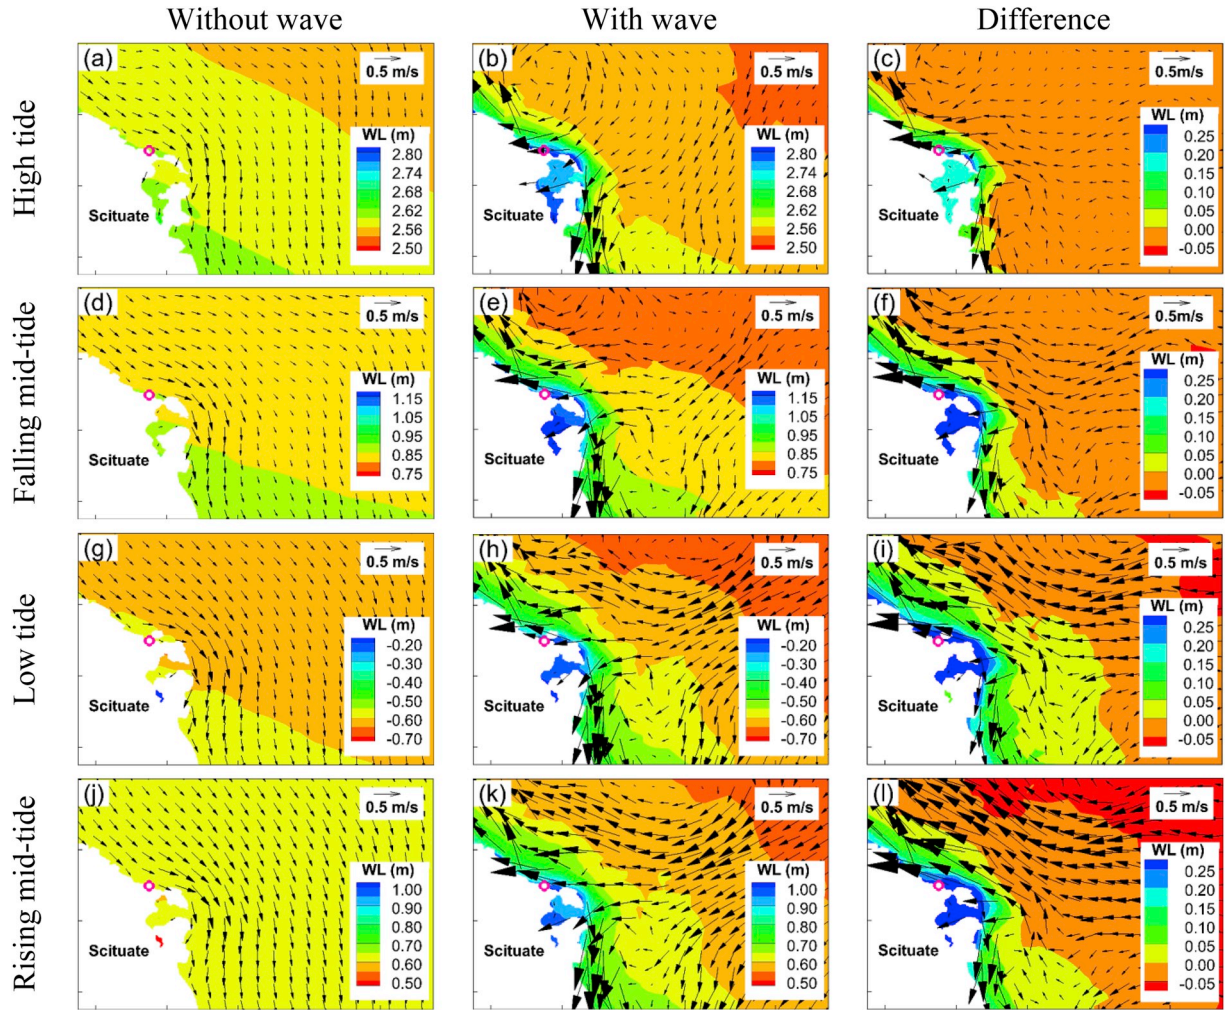 Without wave
With wave
Difference
High tide
(a)
0.5 m/s
WL (m)
2.80
2.74
2.68
2.62
2.56
2.50
Scituate
(b)
0.5 m/s
WL (m)
2.80
2.74
2.68
2.62
2.56
2.50
Scituate
(c)
0.5m/s
WL (m)
0.25
0.20
0.15
0.10
0.05
0.00
-0.05
Scituate
Falling mid-tide
(d)
0.5 m/s
WL (m)
1.15
1.05
0.95
0.85
0.75
Scituate
(e)
0.5 m/s
WL (m)
1.15
1.05
0.95
0.85
0.75
Scituate
(f)
0.5m/s
WL (m)
0.25
0.20
0.15
0.10
0.05
0.00
-0.05
Scituate
Low tide
(g)
0.5 m/s
WL (m)
-0.20
-0.30
-0.40
-0.50
-0.60
-0.70
Scituate
(h)
0.5 m/s
WL (m)
-0.20
-0.30
-0.40
-0.50
-0.60
-0.70
Scituate
(i)
0.5 m/s
WL (m)
0.25
0.20
0.15
0.10
0.05
0.00
-0.05
Scituate
Rising mid-tide
(j)
0.5 m/s
WL (m)
1.00
0.90
0.80
0.70
0.60
0.50
Scituate
(k)
0.5 m/s
WL (m)
1.00
0.90
0.80
0.70
0.60
0.50
Scituate
(l)
0.5 m/s
WL (m)
0.25
0.20
0.15
0.10
0.05
0.00
-0.05
Scituate